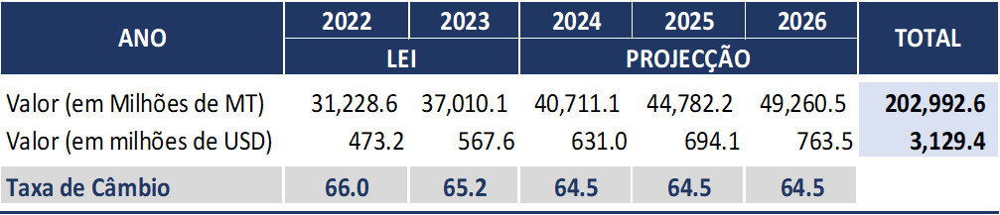 ANO 2022 2023 2024 2025 2026 TOTAL
LEI PROJECÇÃO
Valor (em Milhões de MT) 31,228.6 37,010.1 40,711.1 44,782.2 49,260.5 202,992.6
Valor (em milhões de USD) 473.2 567.6 631.0 694.1 763.5 3,129.4
Taxa de Câmbio 66.0 65.2 64.5 64.5 64.5